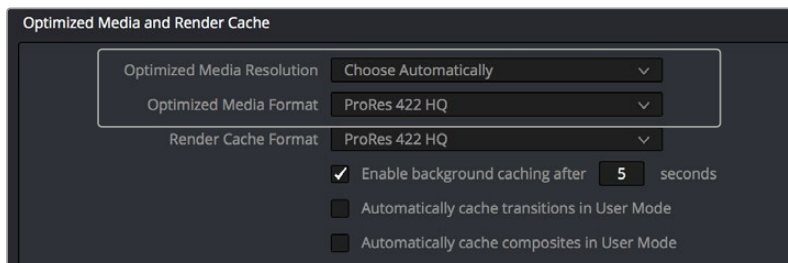 Optimized Media and Render Cache
Optimized Media Resolution Choose Automatically
Optimized Media Format ProRes 422 HQ
Render Cache Format ProRes 422 HQ
Enable background caching after 5 seconds
Automatically cache transitions in User Mode
Automatically cache composites in User Mode